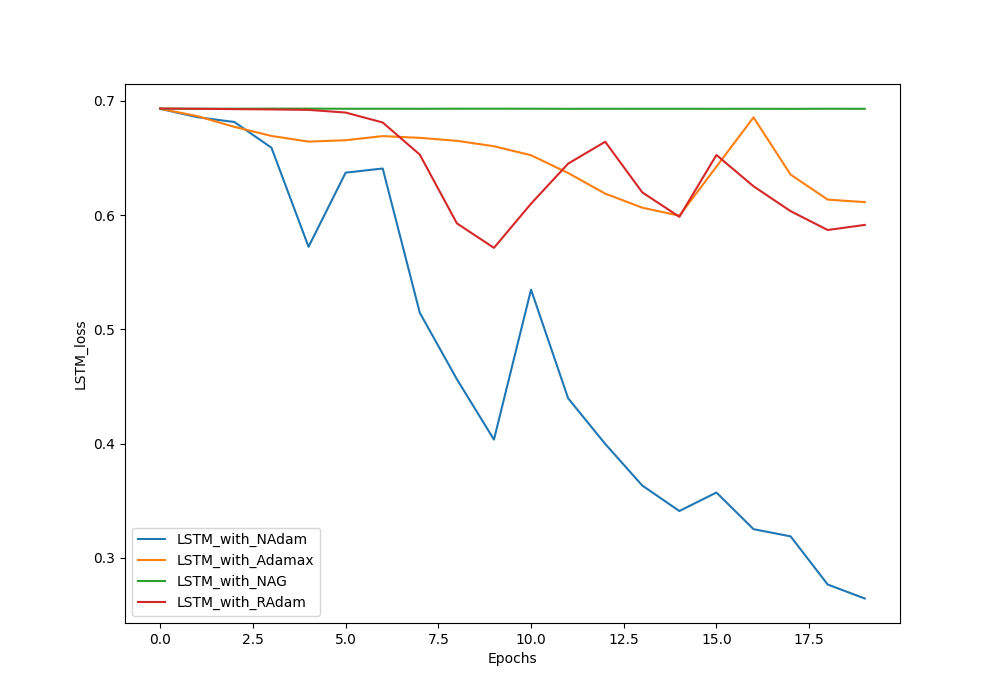 0.7
0.6
0.5
0.4
0.3
LSTM_loss
LSTM_with_NAdam
LSTM_with_Adamax
LSTM_with_NAG
LSTM_with_RAdam
0.0 2.5 5.0 7.5 10.0 12.5 15.0 17.5
Epochs